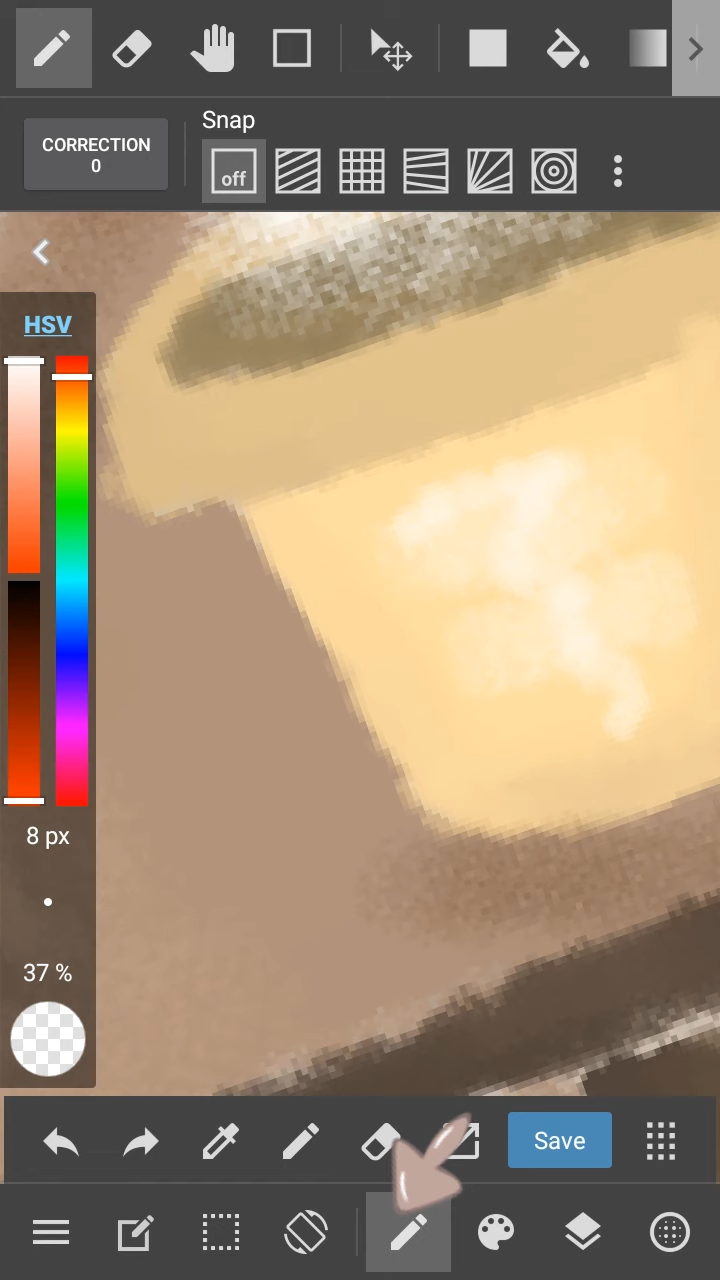 Snap
CORRECTION
0
off
HSV
8 px
37 %
Save